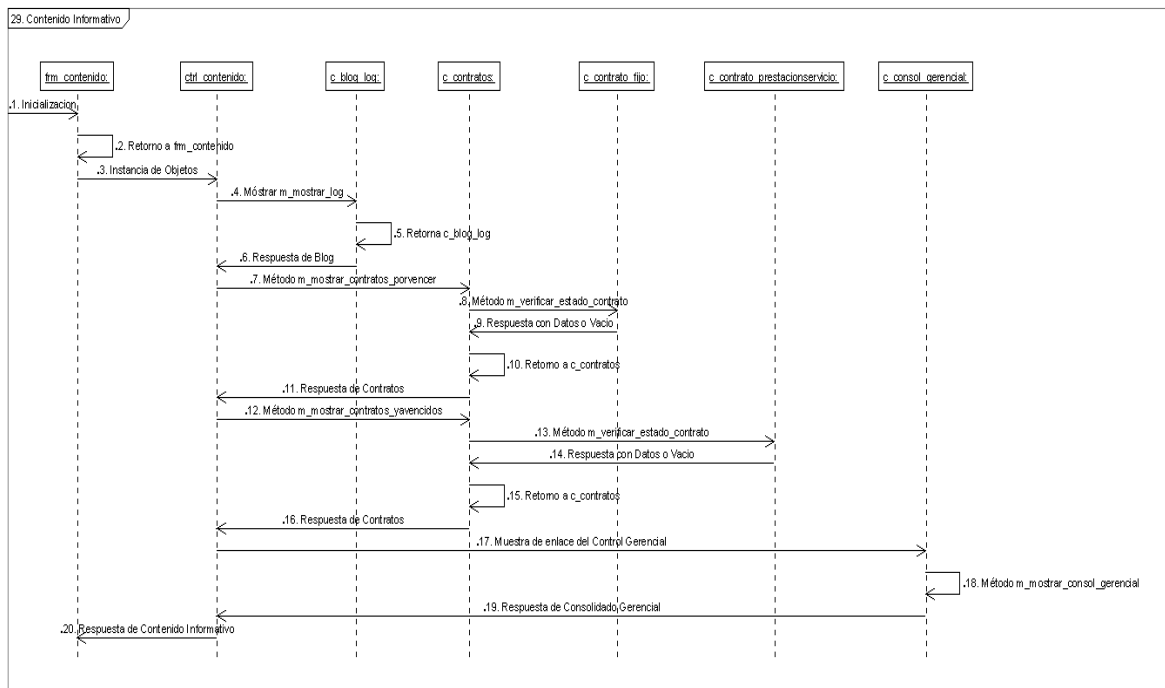 29. Contenido Informativo
frm_contenido:
ctrl_contenido:
c_blog_log:
c_contratos:
c_contrato_fijo:
c_contrato_prestacionservicio:
c_consol_gerencial:
.1. Inicializacion
.2. Retorno a frm_contenido
.3. Instancia de Objetos
.4. Móstrar m_mostrar_log
.5. Retorna c_blog_log
.6. Respuesta de Blog
.7. Método m_mostrar_contratos_porvencer
.8. Método m_verificar_estado_contrato
.9. Respuesta con Datos o Vacio
.10. Retorno a c_contratos
.11. Respuesta de Contratos
.12. Método m_mostrar_contratos_yavencidos
.13. Método m_verificar_estado_contrato
.14. Respuesta con Datos o Vacio
.15. Retorno a c_contratos
.16. Respuesta de Contratos
.17. Muestra de enlace del Control Gerencial
.18. Método m_mostrar_consol_gerencial
.19. Respuesta de Consolidado Gerencial
.20. Respuesta de Contenido Informativo